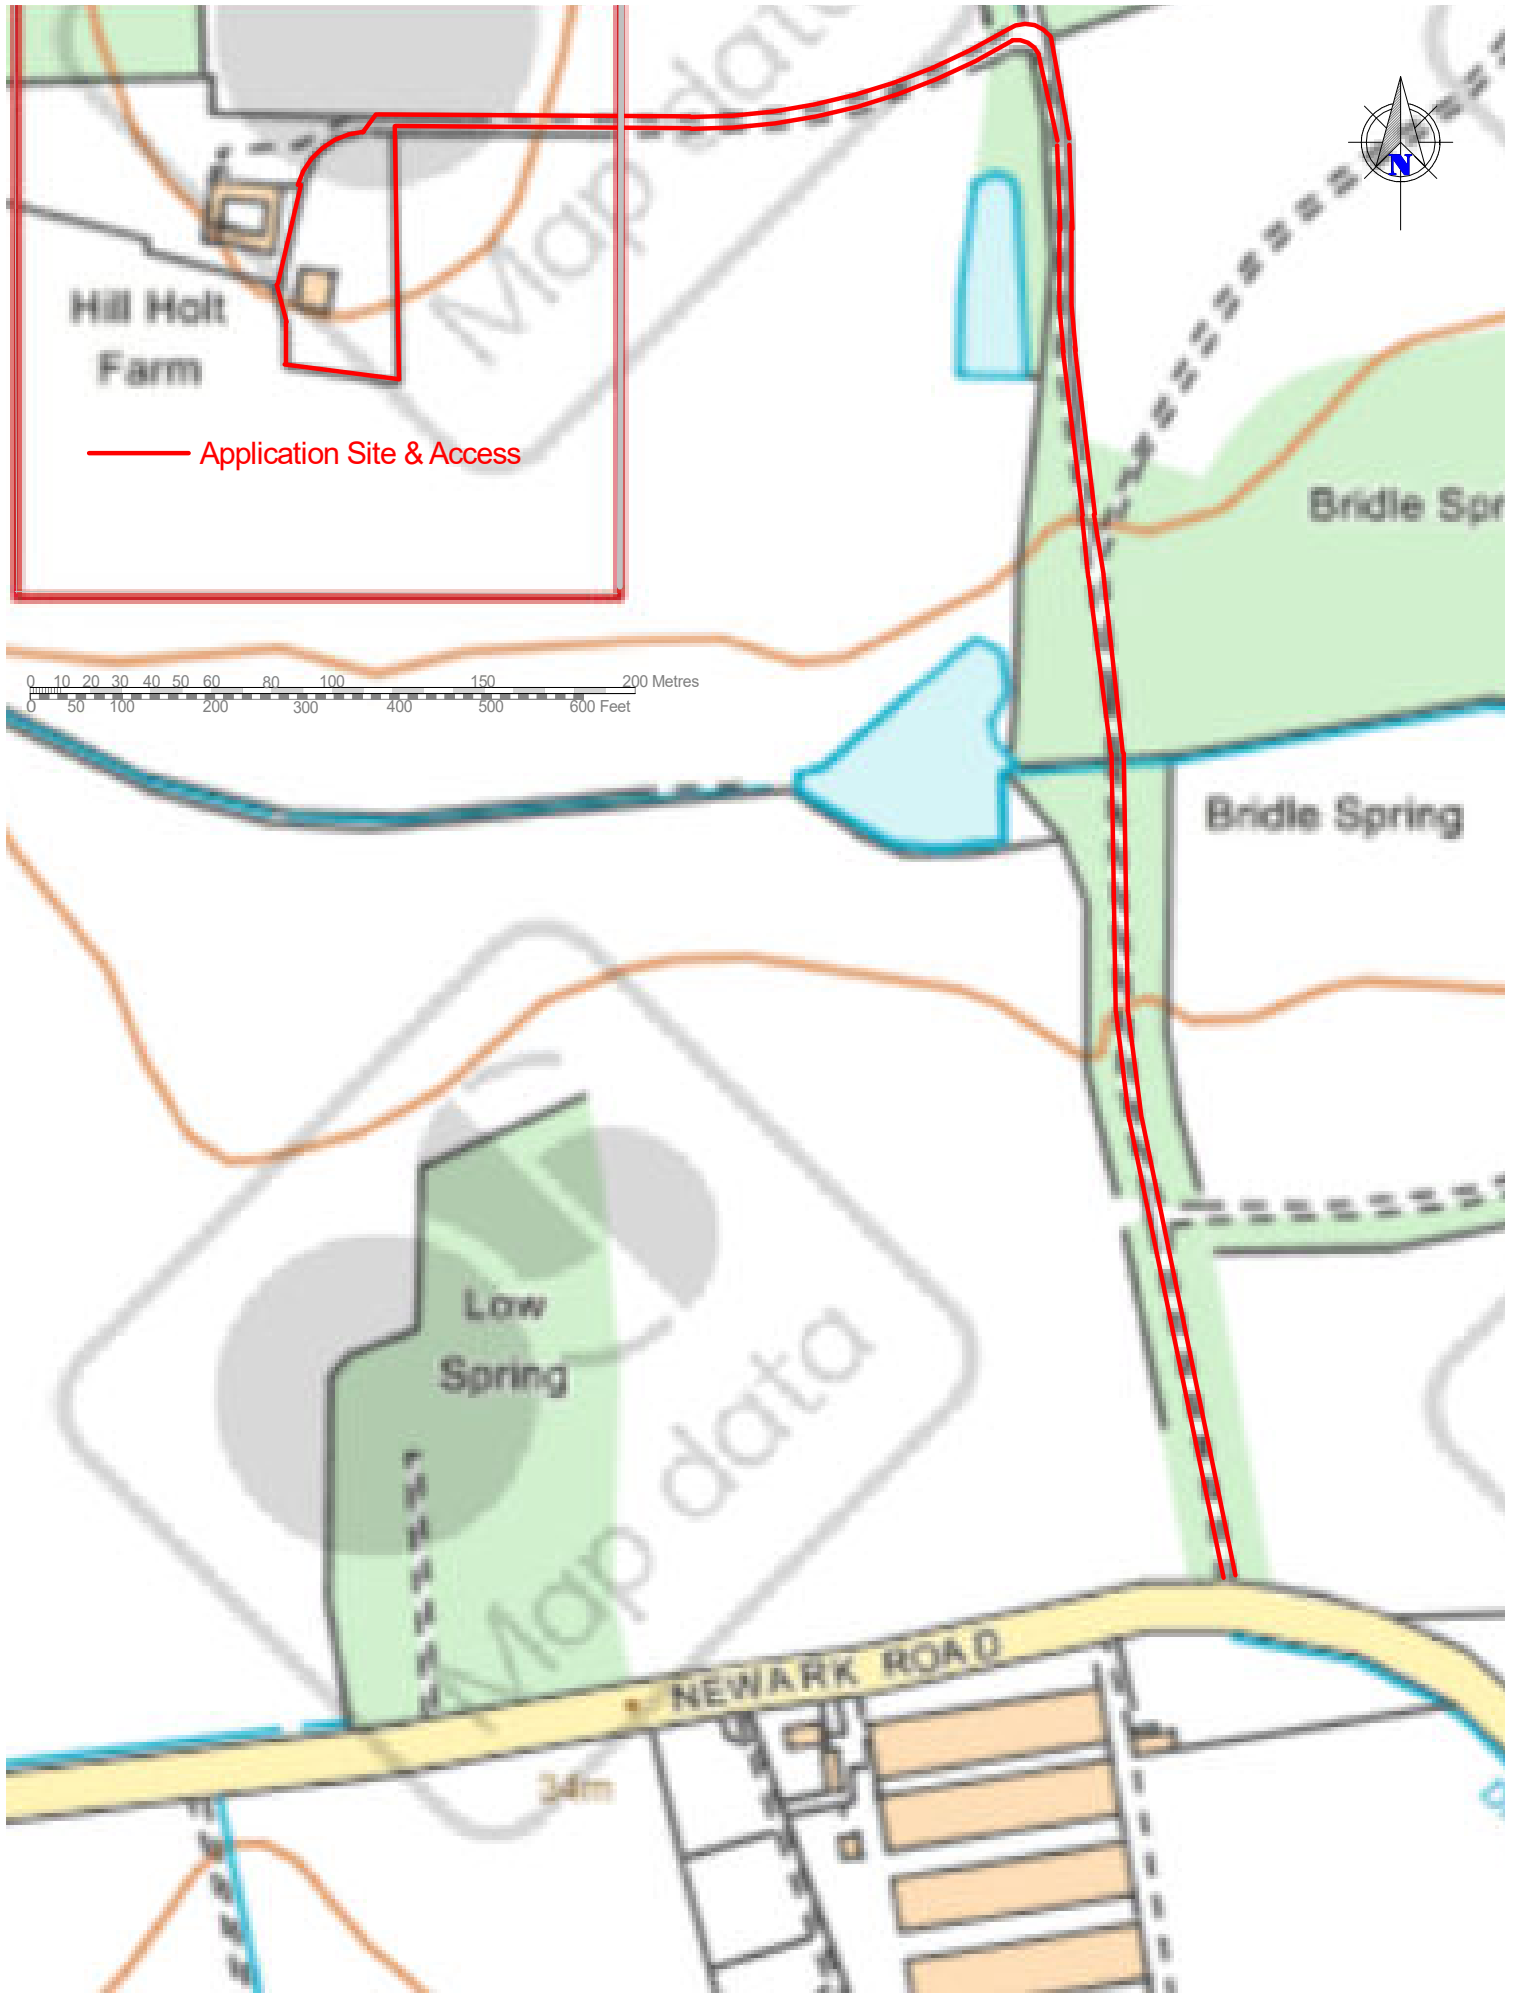 Map data
N
Hill Holt
Farm
Application Site & Access
Bridle Spr
0 10 20 30 40 50 60 80 100 150 200 Metres
0 50 100 200 300 400 500 600 Feet
Bridle Spring
Low
Spring
Map data
NEWARK ROAD
34m